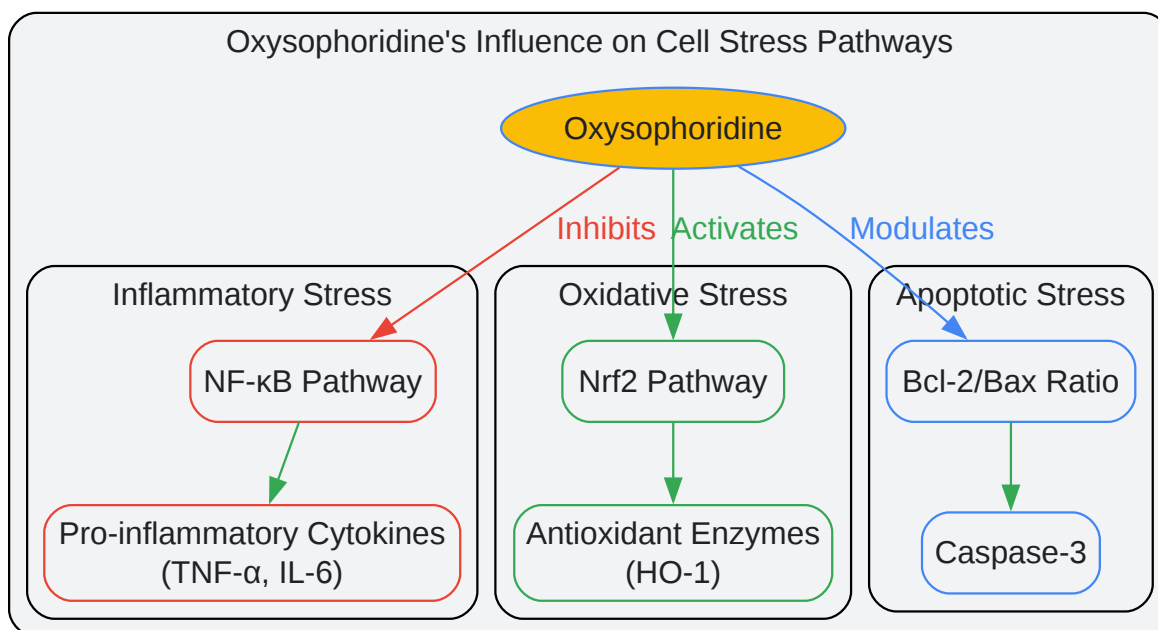 Oxysophoridine's Influence on Cell Stress Pathways
Oxysophoridine
Inhibits
Activates
Modulates
Inflammatory Stress
Oxidative Stress
Apoptotic Stress
NF-κB Pathway
Nrf2 Pathway
Bcl-2/Bax Ratio
Pro-inflammatory Cytokines
(TNF-α, IL-6)
Antioxidant Enzymes
(HO-1)
Caspase-3